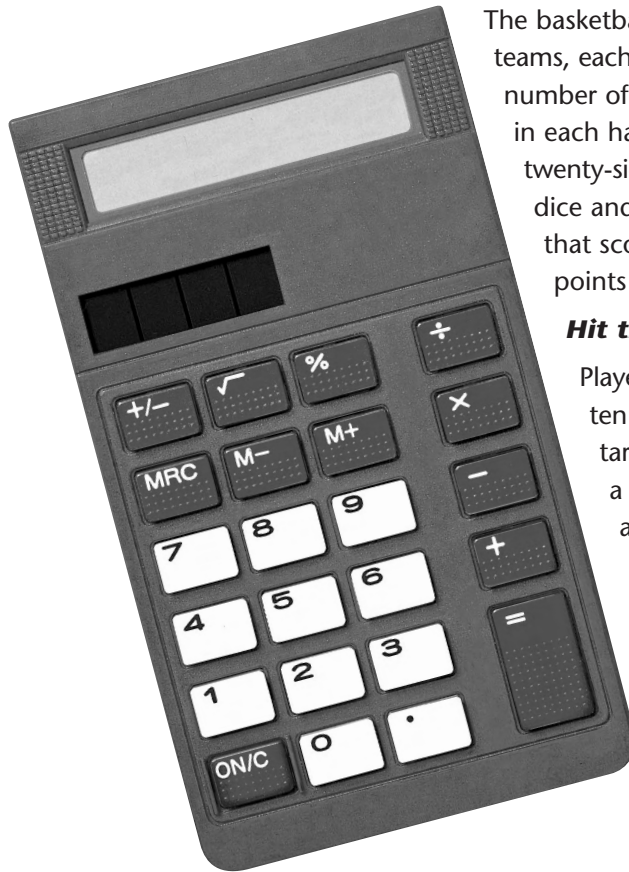 The basketba
teams, each
number of
in each ha
twenty-si
dice and
that sco
points
Hit t
Playe
ten
tar
a
a
+/− √ % ÷
MRC M− M+ ×
7 8 9 −
4 5 6 +
1 2 3 =
ON/C 0 .